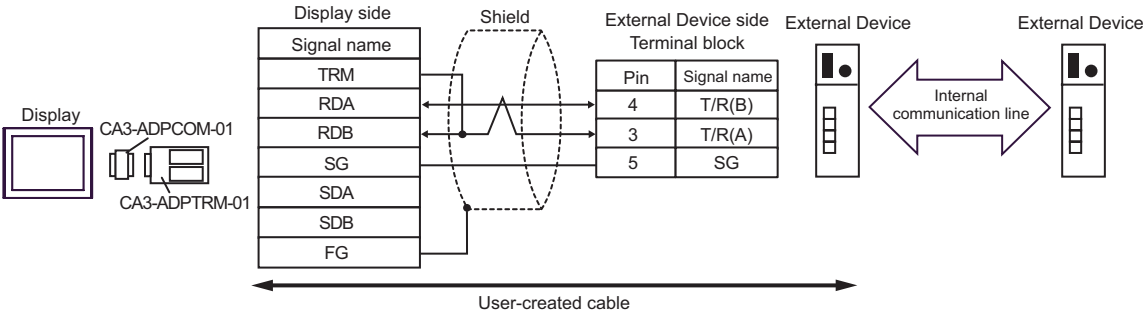 Display
CA3-ADPCOM-01
CA3-ADPTRM-01
Display side
Signal name
TRM
RDA
RDB
SG
SDA
SDB
FG
Shield
External Device side
Terminal block
Pin Signal name
4 T/R(B)
3 T/R(A)
5 SG
External Device
Internal
communication line
External Device
User-created cable